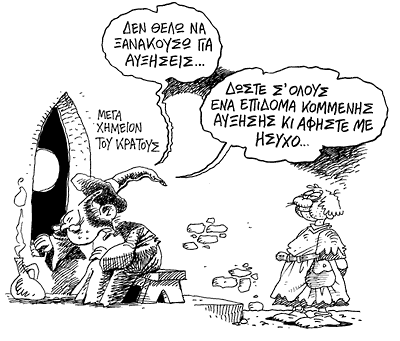 ΔΕΝ ΘΕΛΩ ΝΑ
ΞΑΝΑΚΟΥΣΩ ΓΙΑ
ΑΥΞΗΣΕΙΣ...
ΜΕΓΑ
ΧΗΜΕΙΟΝ
ΤΟΥ ΚΡΑΤΟΥΣ
ΔΩΣΤΕ Σ' ΟΛΟΥΣ
ΕΝΑ ΕΠΙΔΟΜΑ ΚΟΜΜΕΝΗΣ
ΑΥΞΗΣΗΣ ΚΙ ΑΦΗΣΤΕ ΜΕ
ΗΣΥΧΟ...